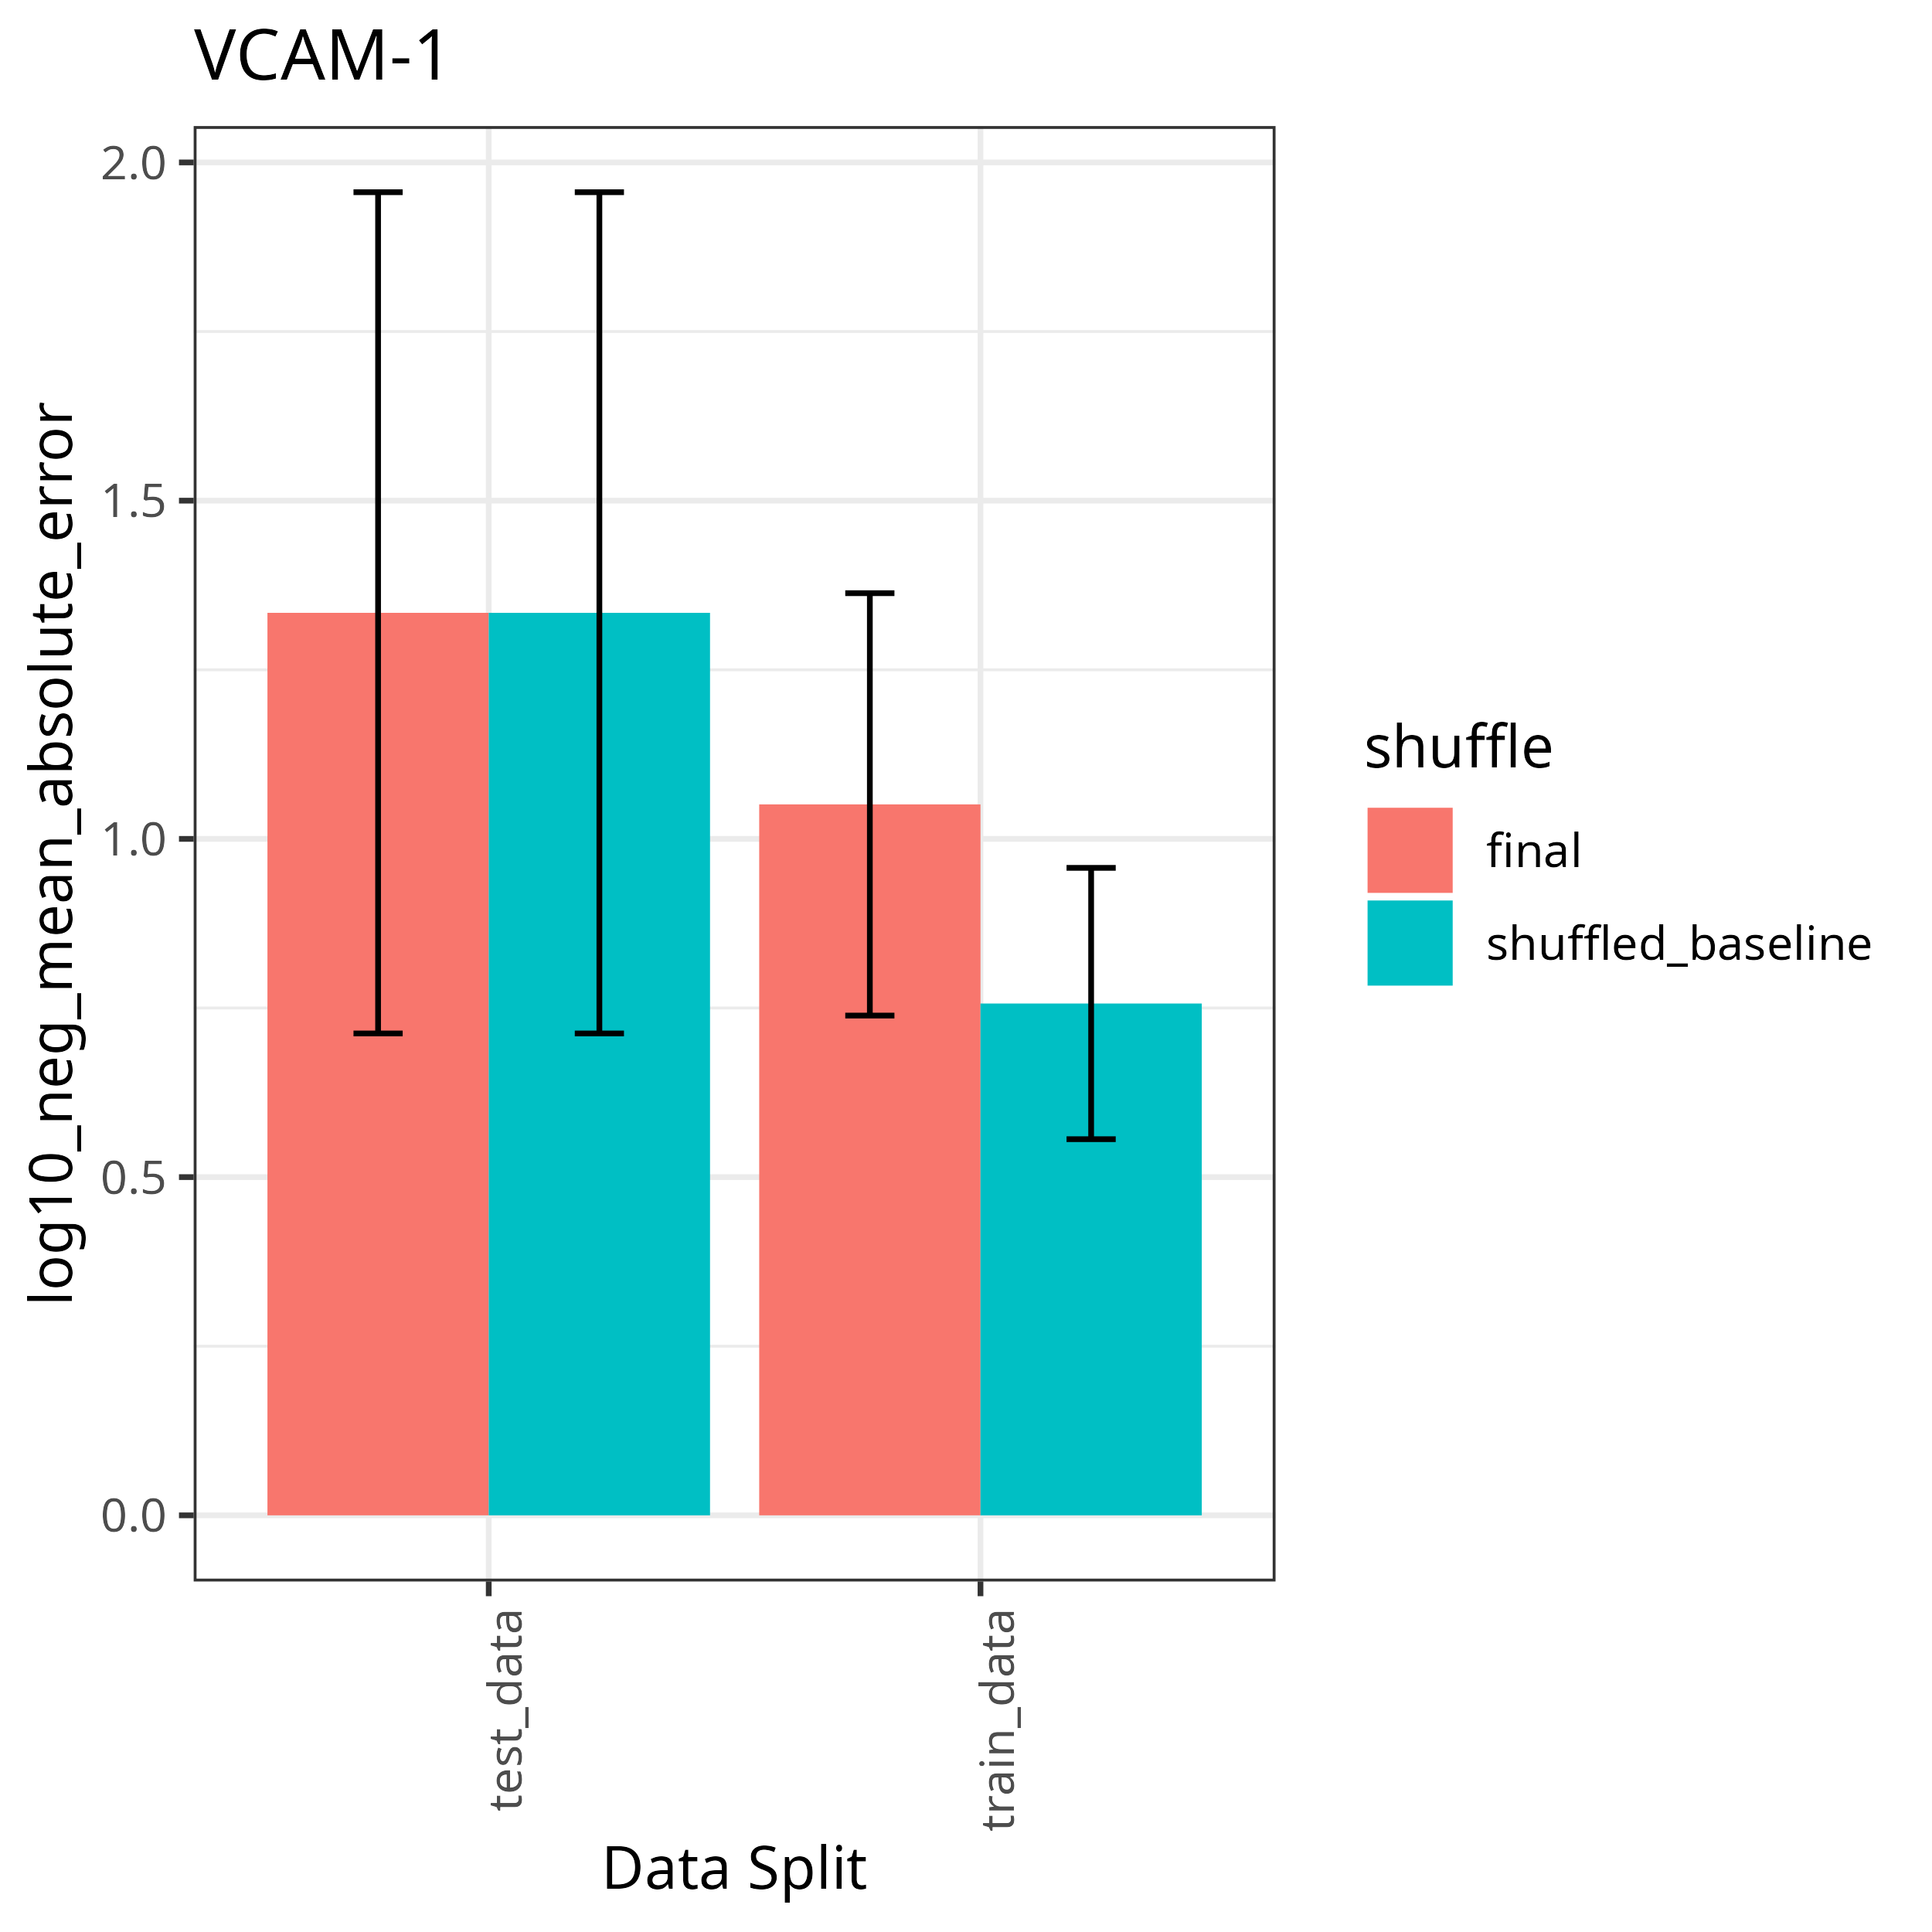 VCAM-1
log10_neg_mean_absolute_error
2.0
1.5
1.0
0.5
0.0
test_data
train_data
Data Split
shuffle
final
shuffled_baseline